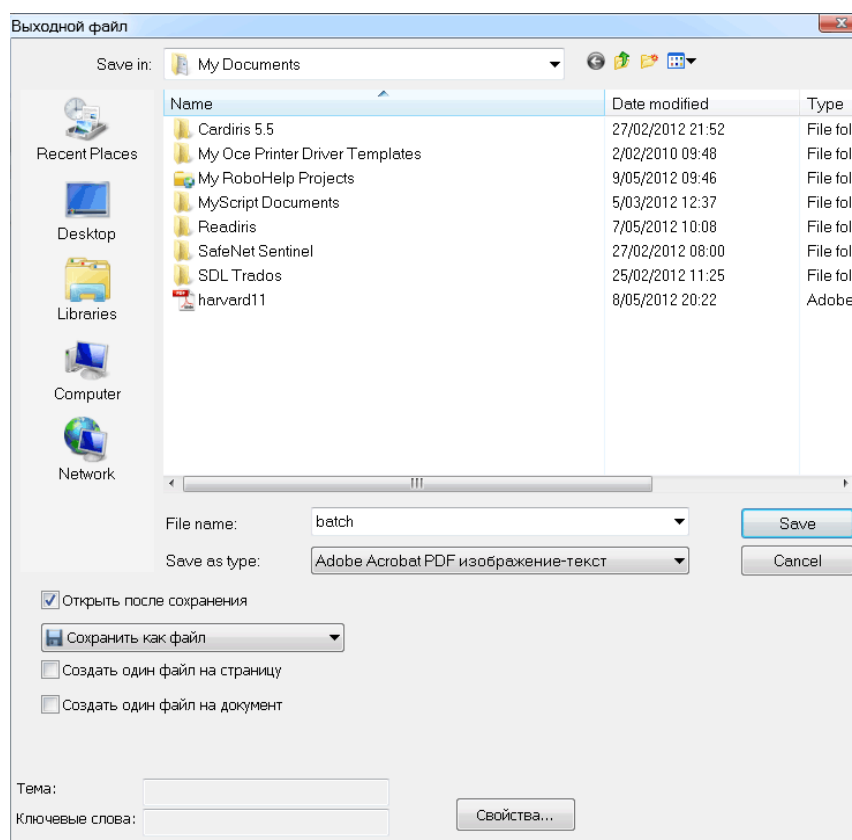 Выходной файл
Save in: My Documents
Name Date modified Type
Cardiris 5.5 27/02/2012 21:52 File fol
My Oce Printer Driver Templates 2/02/2010 09:48 File fol
My RoboHelp Projects 9/05/2012 09:46 File fol
MyScript Documents 5/03/2012 12:37 File fol
Readiris 7/05/2012 10:08 File fol
SafeNet Sentinel 27/02/2012 08:00 File fol
SDL Trados 25/02/2012 11:25 File fol
harvard11 8/05/2012 20:22 Adobe
Recent Places
Desktop
Libraries
Computer
Network
File name: batch Save
Save as type: Adobe Acrobat PDF изображение-текст Cancel
Открыть после сохранения
Сохранить как файл
Создать один файл на страницу
Создать один файл на документ
Тема:
Ключевые слова: Свойства...